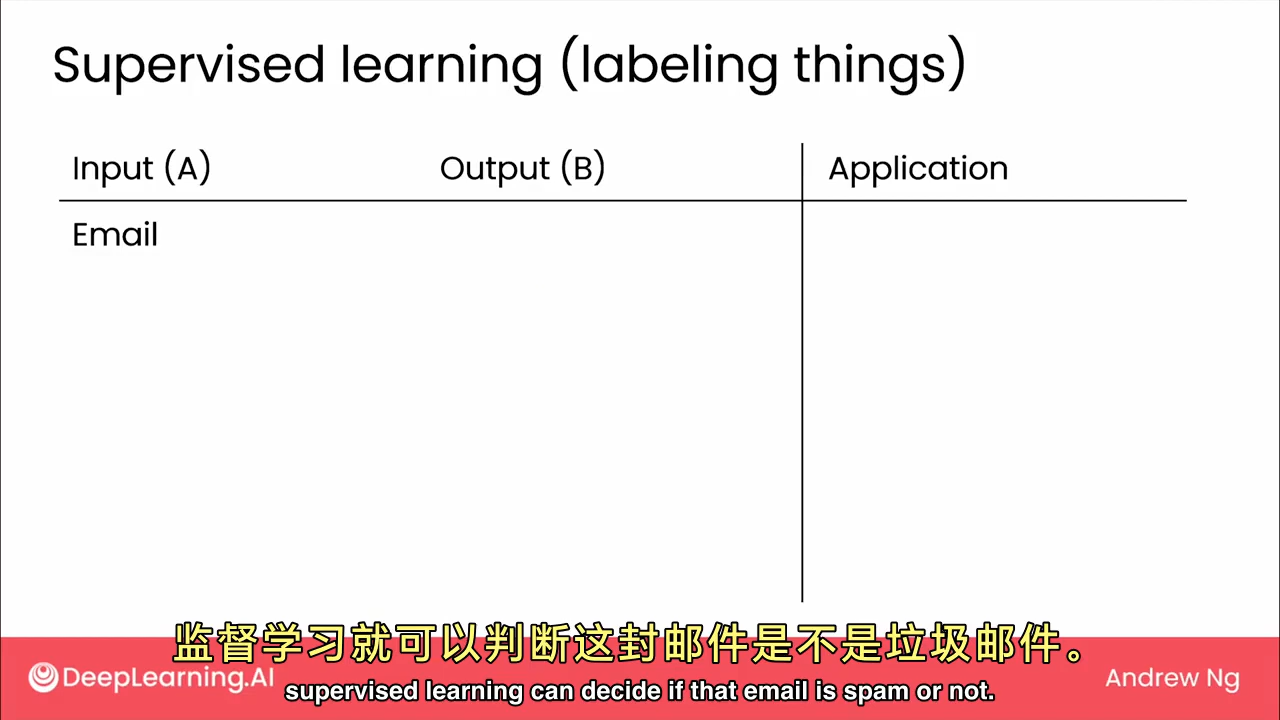 Supervised learning (labeling things)
Input (A) Output (B) Application
Email
监督学习就可以判断这封邮件是不是垃圾邮件。
DeepLearning.AI
supervised learning can decide if that email is spam or not.
Andrew Ng